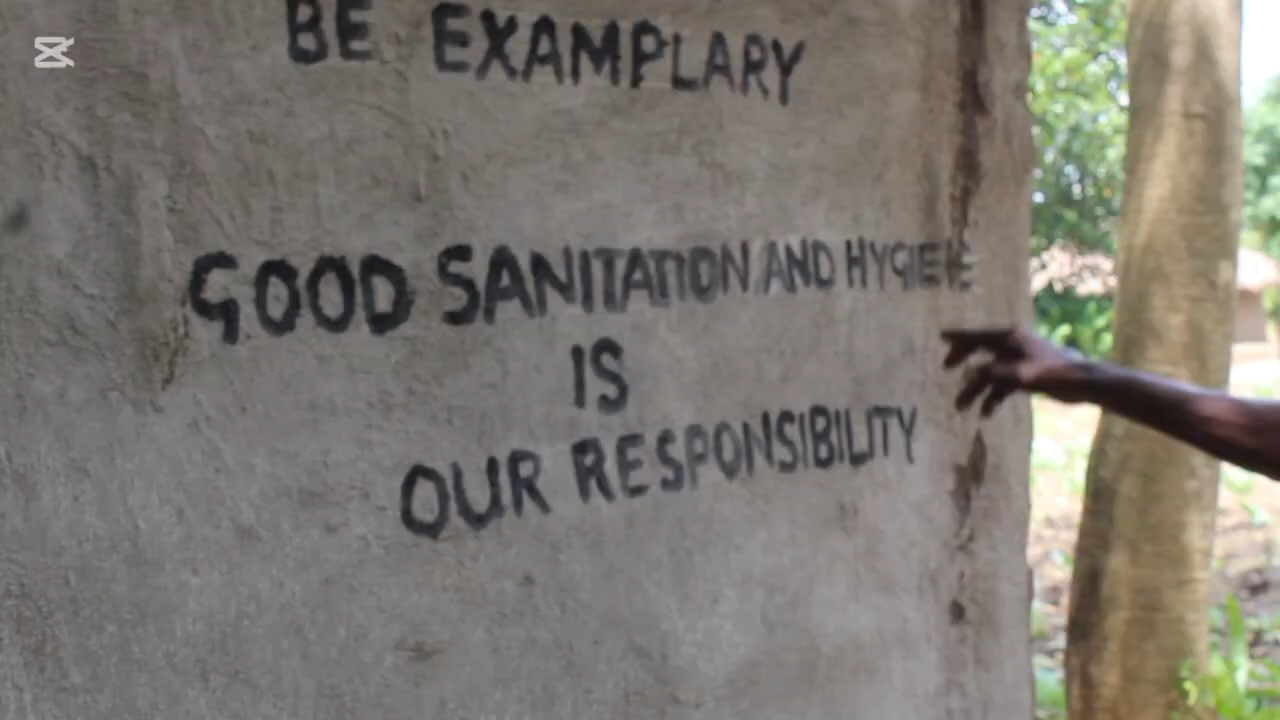 BE EXAMPLARY
GOOD SANITATION AND HYGIENE
IS
OUR RESPONSIBILITY